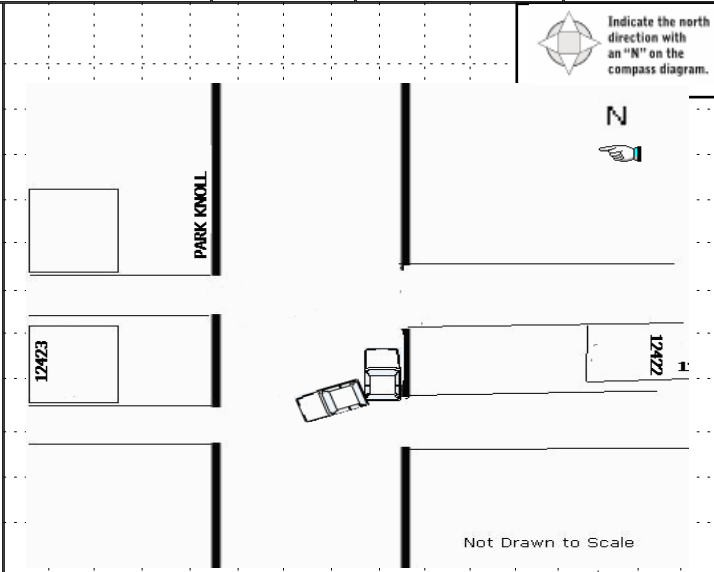 Indicate the north
direction with
an "N" on the
compass diagram.
N
PARK KNOLL
12423
12422
Not Drawn to Scale